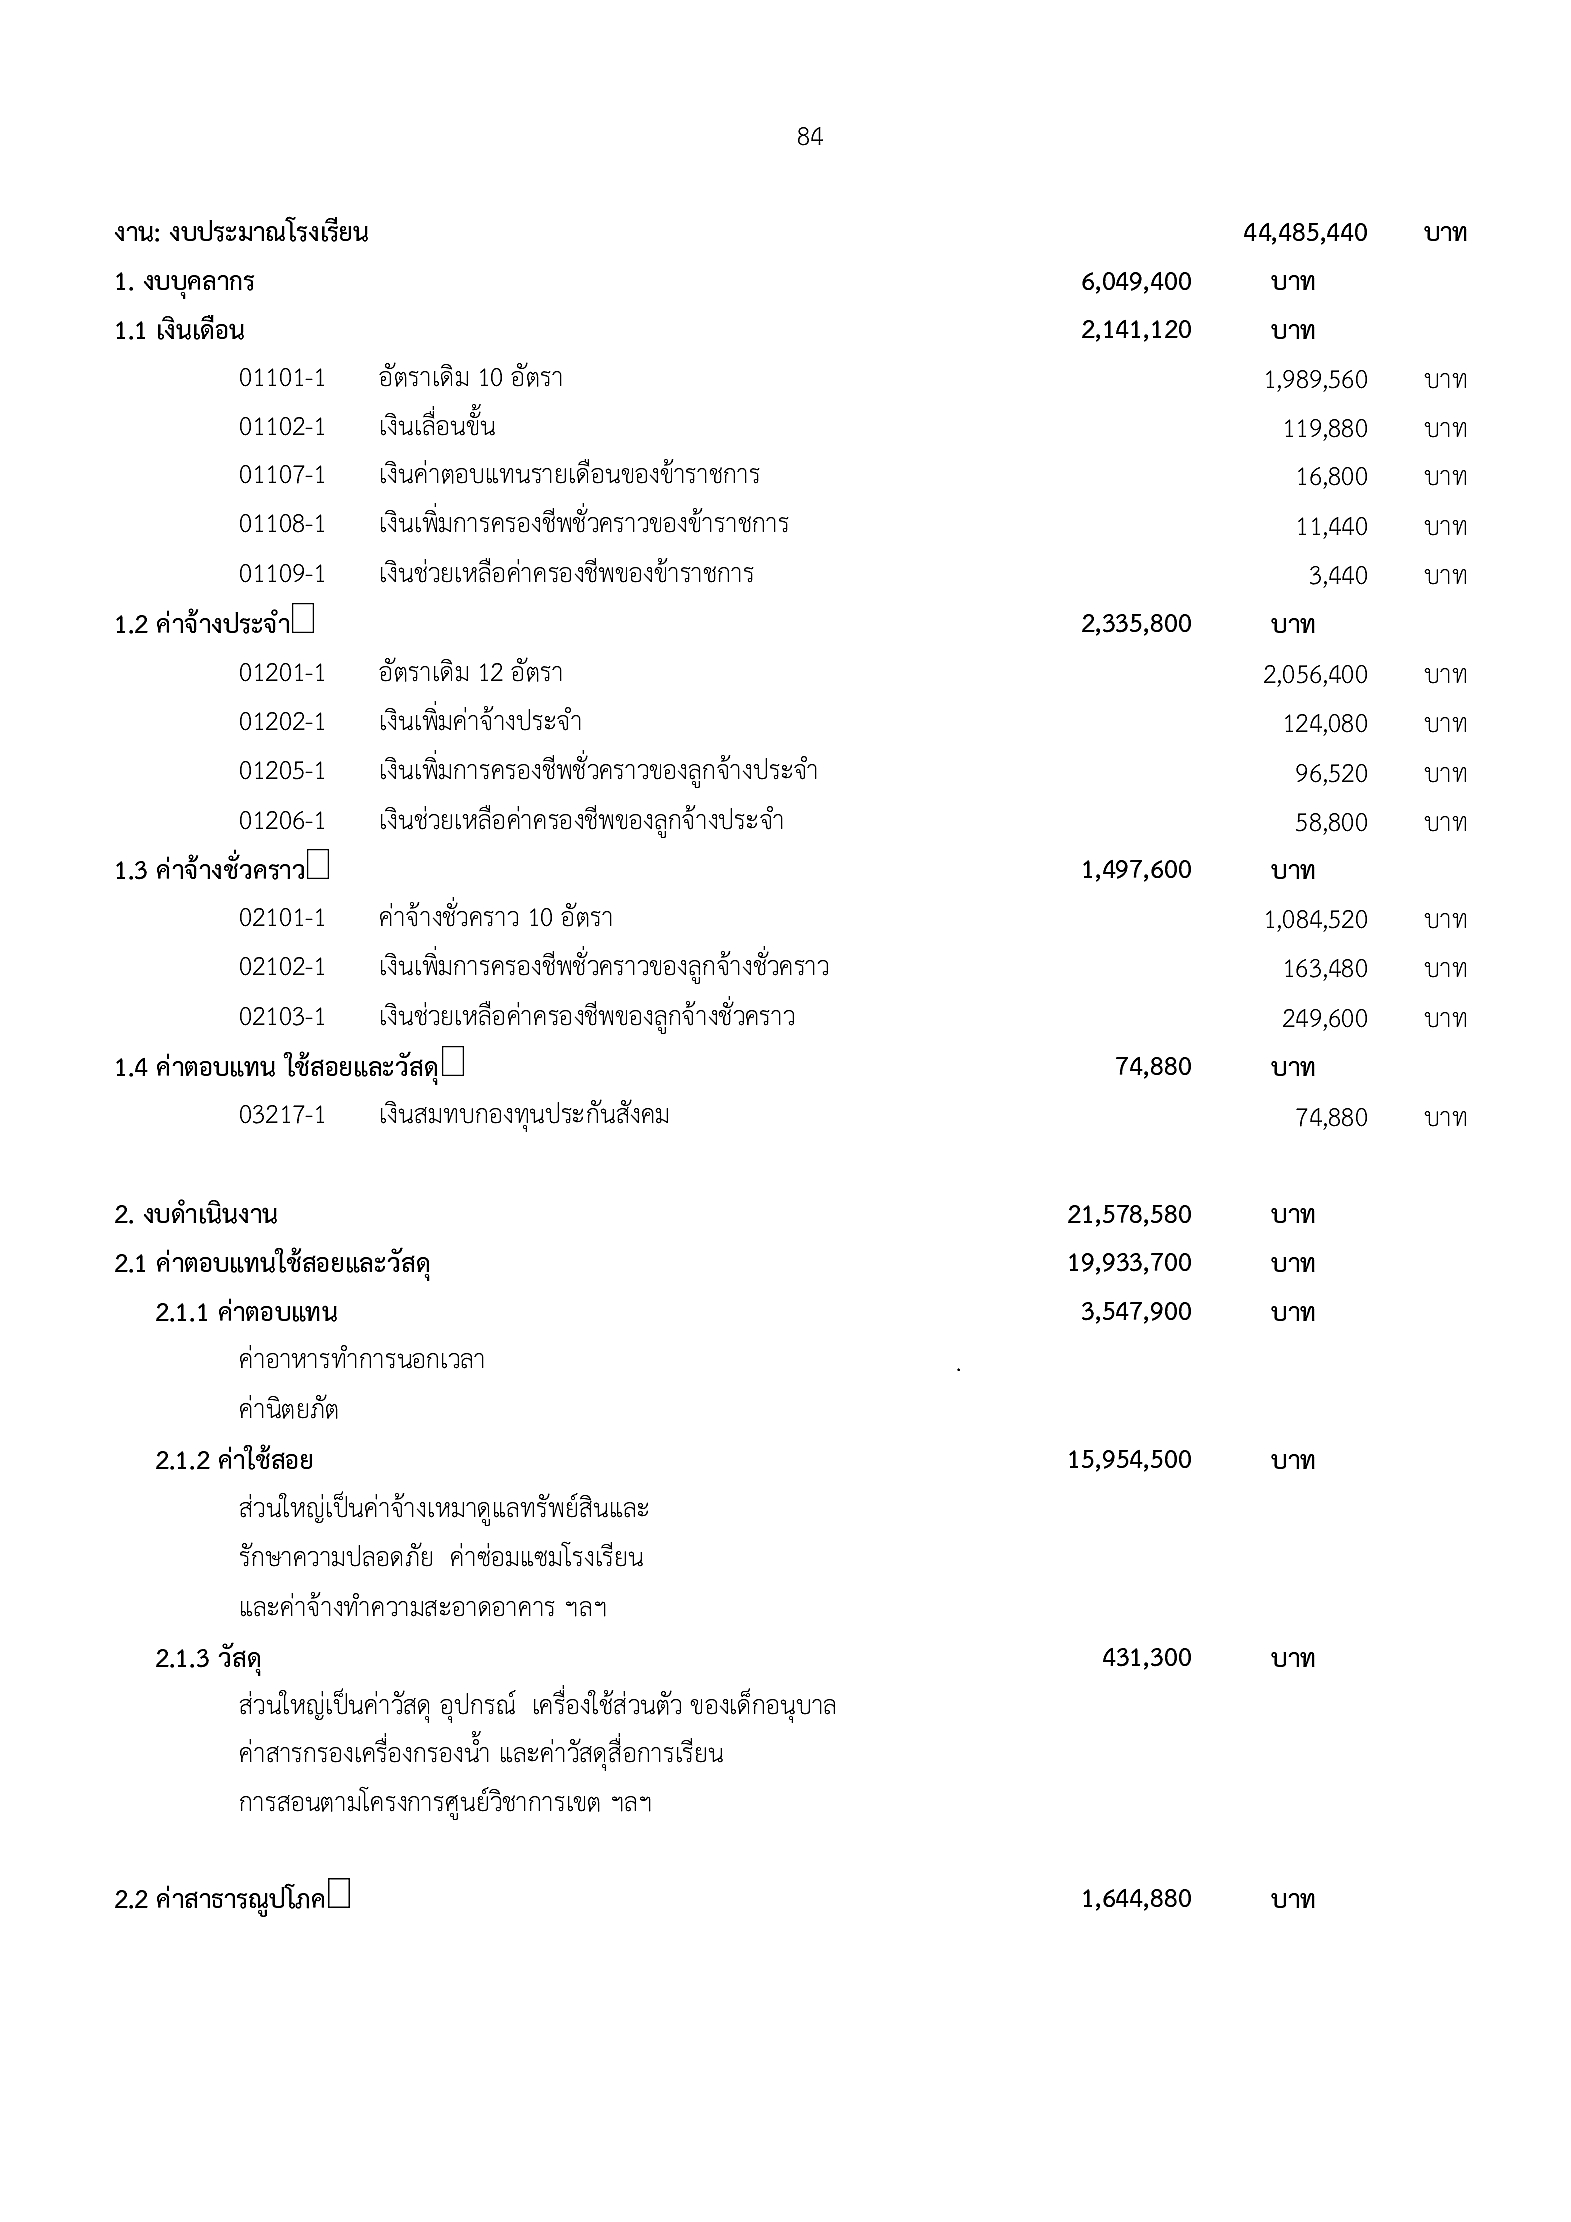 84
งาน: งบประมาณโรงเรียน 44,485,440 บาท
1. งบบุคลากร 6,049,400 บาท
1.1 เงินเดือน 2,141,120 บาท
01101-1 อัตราเดิม 10 อัตรา 1,989,560 บาท
01102-1 เงินเลื่อนขั้น 119,880 บาท
01107-1 เงินค่าตอบแทนรายเดือนของข้าราชการ 16,800 บาท
01108-1 เงินเพิ่มการครองชีพชั่วคราวของข้าราชการ 11,440 บาท
01109-1 เงินช่วยเหลือค่าครองชีพของข้าราชการ 3,440 บาท
1.2 ค่าจ้างประจำ 2,335,800 บาท
01201-1 อัตราเดิม 12 อัตรา 2,056,400 บาท
01202-1 เงินเพิ่มค่าจ้างประจำ 124,080 บาท
01205-1 เงินเพิ่มการครองชีพชั่วคราวของลูกจ้างประจำ 96,520 บาท
01206-1 เงินช่วยเหลือค่าครองชีพของลูกจ้างประจำ 58,800 บาท
1.3 ค่าจ้างชั่วคราว 1,497,600 บาท
02101-1 ค่าจ้างชั่วคราว 10 อัตรา 1,084,520 บาท
02102-1 เงินเพิ่มการครองชีพชั่วคราวของลูกจ้างชั่วคราว 163,480 บาท
02103-1 เงินช่วยเหลือค่าครองชีพของลูกจ้างชั่วคราว 249,600 บาท
1.4 ค่าตอบแทน ใช้สอยและวัสดุ 74,880 บาท
03217-1 เงินสมทบกองทุนประกันสังคม 74,880 บาท
2. งบดำเนินงาน 21,578,580 บาท
2.1 ค่าตอบแทนใช้สอยและวัสดุ 19,933,700 บาท
2.1.1 ค่าตอบแทน 3,547,900 บาท
ค่าอาหารทำการนอกเวลา
ค่านิตยภัต
2.1.2 ค่าใช้สอย 15,954,500 บาท
ส่วนใหญ่เป็นค่าจ้างเหมาดูแลทรัพย์สินและ
รักษาความปลอดภัย ค่าซ่อมแซมโรงเรียน
และค่าจ้างทำความสะอาดอาคาร ฯลฯ
2.1.3 วัสดุ 431,300 บาท
ส่วนใหญ่เป็นค่าวัสดุ อุปกรณ์ เครื่องใช้ส่วนตัว ของเด็กอนุบาล
ค่าสารกรองเครื่องกรองน้ำ และค่าวัสดุสื่อการเรียน
การสอนตามโครงการศูนย์วิชาการเขต ฯลฯ
2.2 ค่าสาธารณูปโภค 1,644,880 บาท